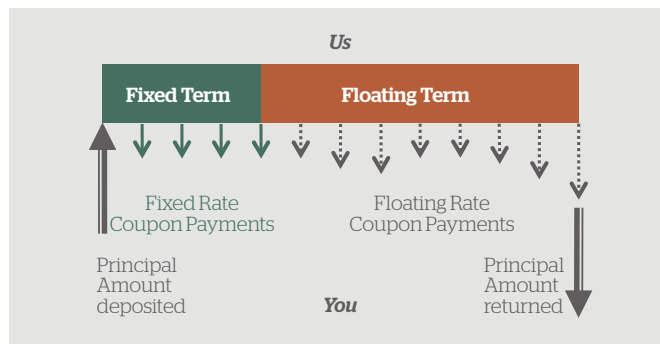 Us
Fixed Term
Floating Term
Fixed Rate
Coupon Payments
Floating Rate
Coupon Payments
Principal
Amount
deposited
You
Principal
Amount
returned